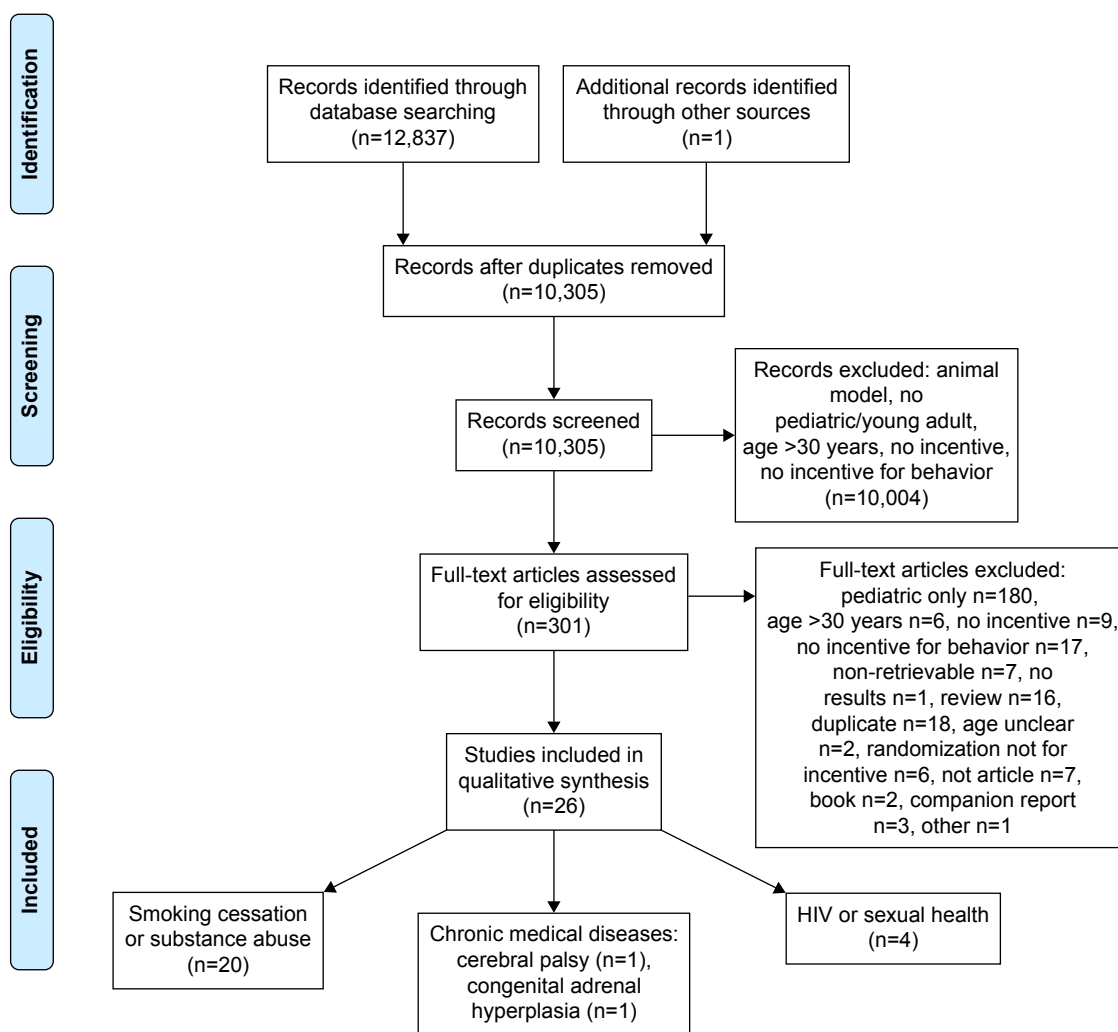 Identification
Records identified through
database searching
(n=12,837)
Additional records identified
through other sources
(n=1)
Screening
Records after duplicates removed
(n=10,305)
Records screened
(n=10,305)
Records excluded: animal
model, no
pediatric/young adult,
age >30 years, no incentive,
no incentive for behavior
(n=10,004)
Eligibility
Full-text articles assessed
for eligibility
(n=301)
Full-text articles excluded:
pediatric only n=180,
age >30 years n=6, no incentive n=9,
no incentive for behavior n=17,
non-retrievable n=7, no
results n=1, review n=16,
duplicate n=18, age unclear
n=2, randomization not for
incentive n=6, not article n=7,
book n=2, companion report
n=3, other n=1
Included
Studies included in
qualitative synthesis
(n=26)
Smoking cessation
or substance abuse
(n=20)
Chronic medical diseases:
cerebral palsy (n=1),
congenital adrenal
hyperplasia (n=1)
HIV or sexual health
(n=4)